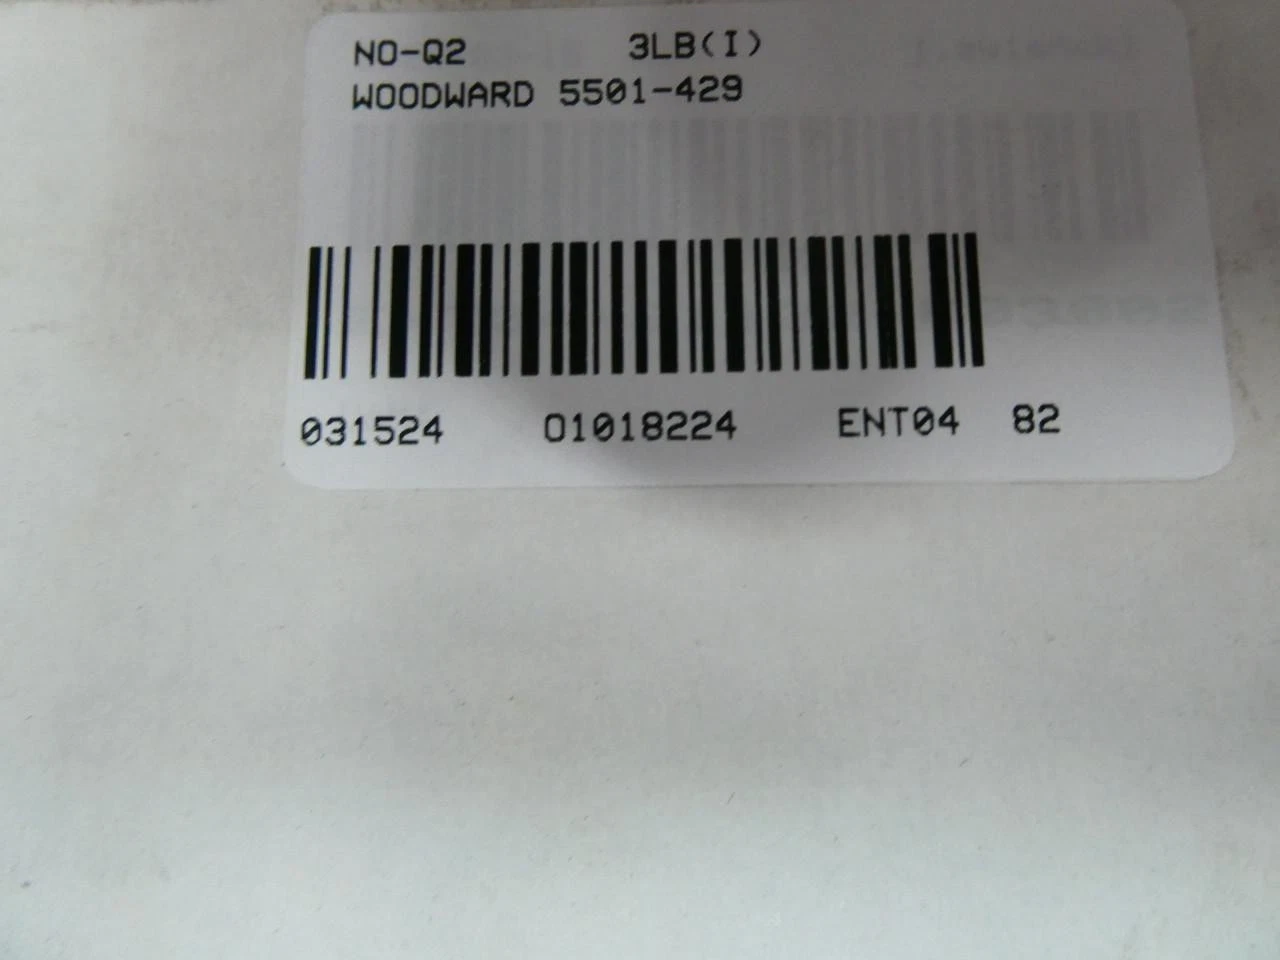 NO-Q2 3LB(I)
WOODWARD 5501-429
031524 01018224 ENT04 82